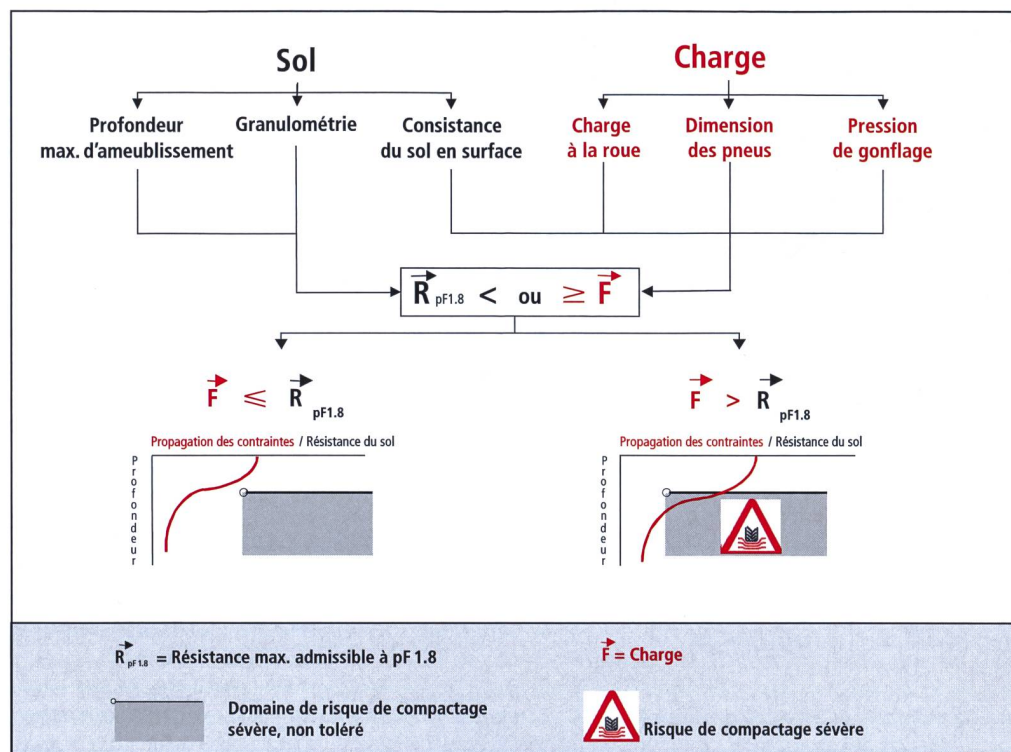 Sol
Charge
Profondeur
max. d'ameublissement
Granulométrie
Consistance
du sol en surface
Charge
à la roue
Dimension
des pneus
Pression
de gonflage
R pF1.8 < ou ≥ F
F ≤ R pF1.8
F > R pF1.8
Propagation des contraintes / Résistance du sol
Profondeur
Propagation des contraintes / Résistance du sol
Profondeur
R pF 1.8 = Résistance max. admissible à pF 1.8
F = Charge
Domaine de risque de compactage
sévère, non toléré
Risque de compactage sévère